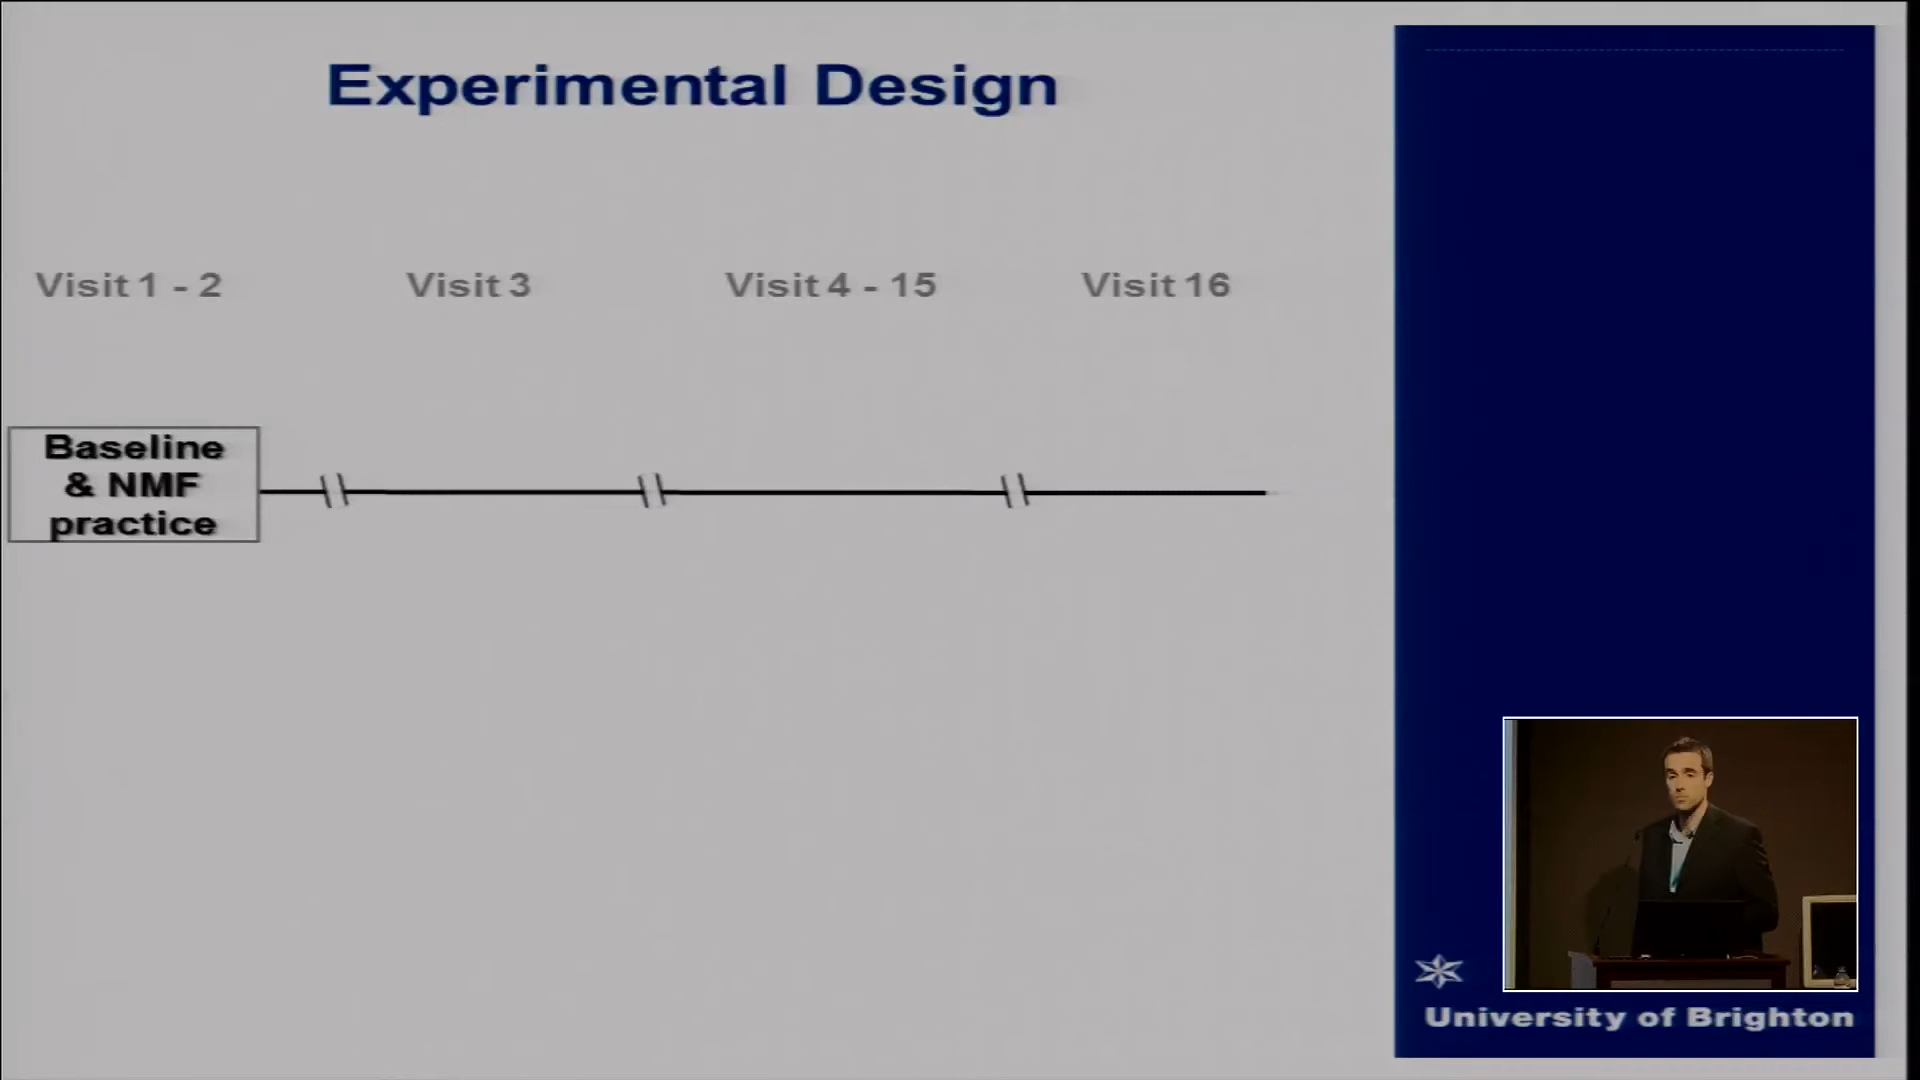 Experimental Design
Visit 1 - 2
Visit 3
Visit 4 - 15
Visit 16
Baseline
& NMF
practice
University of Brighton